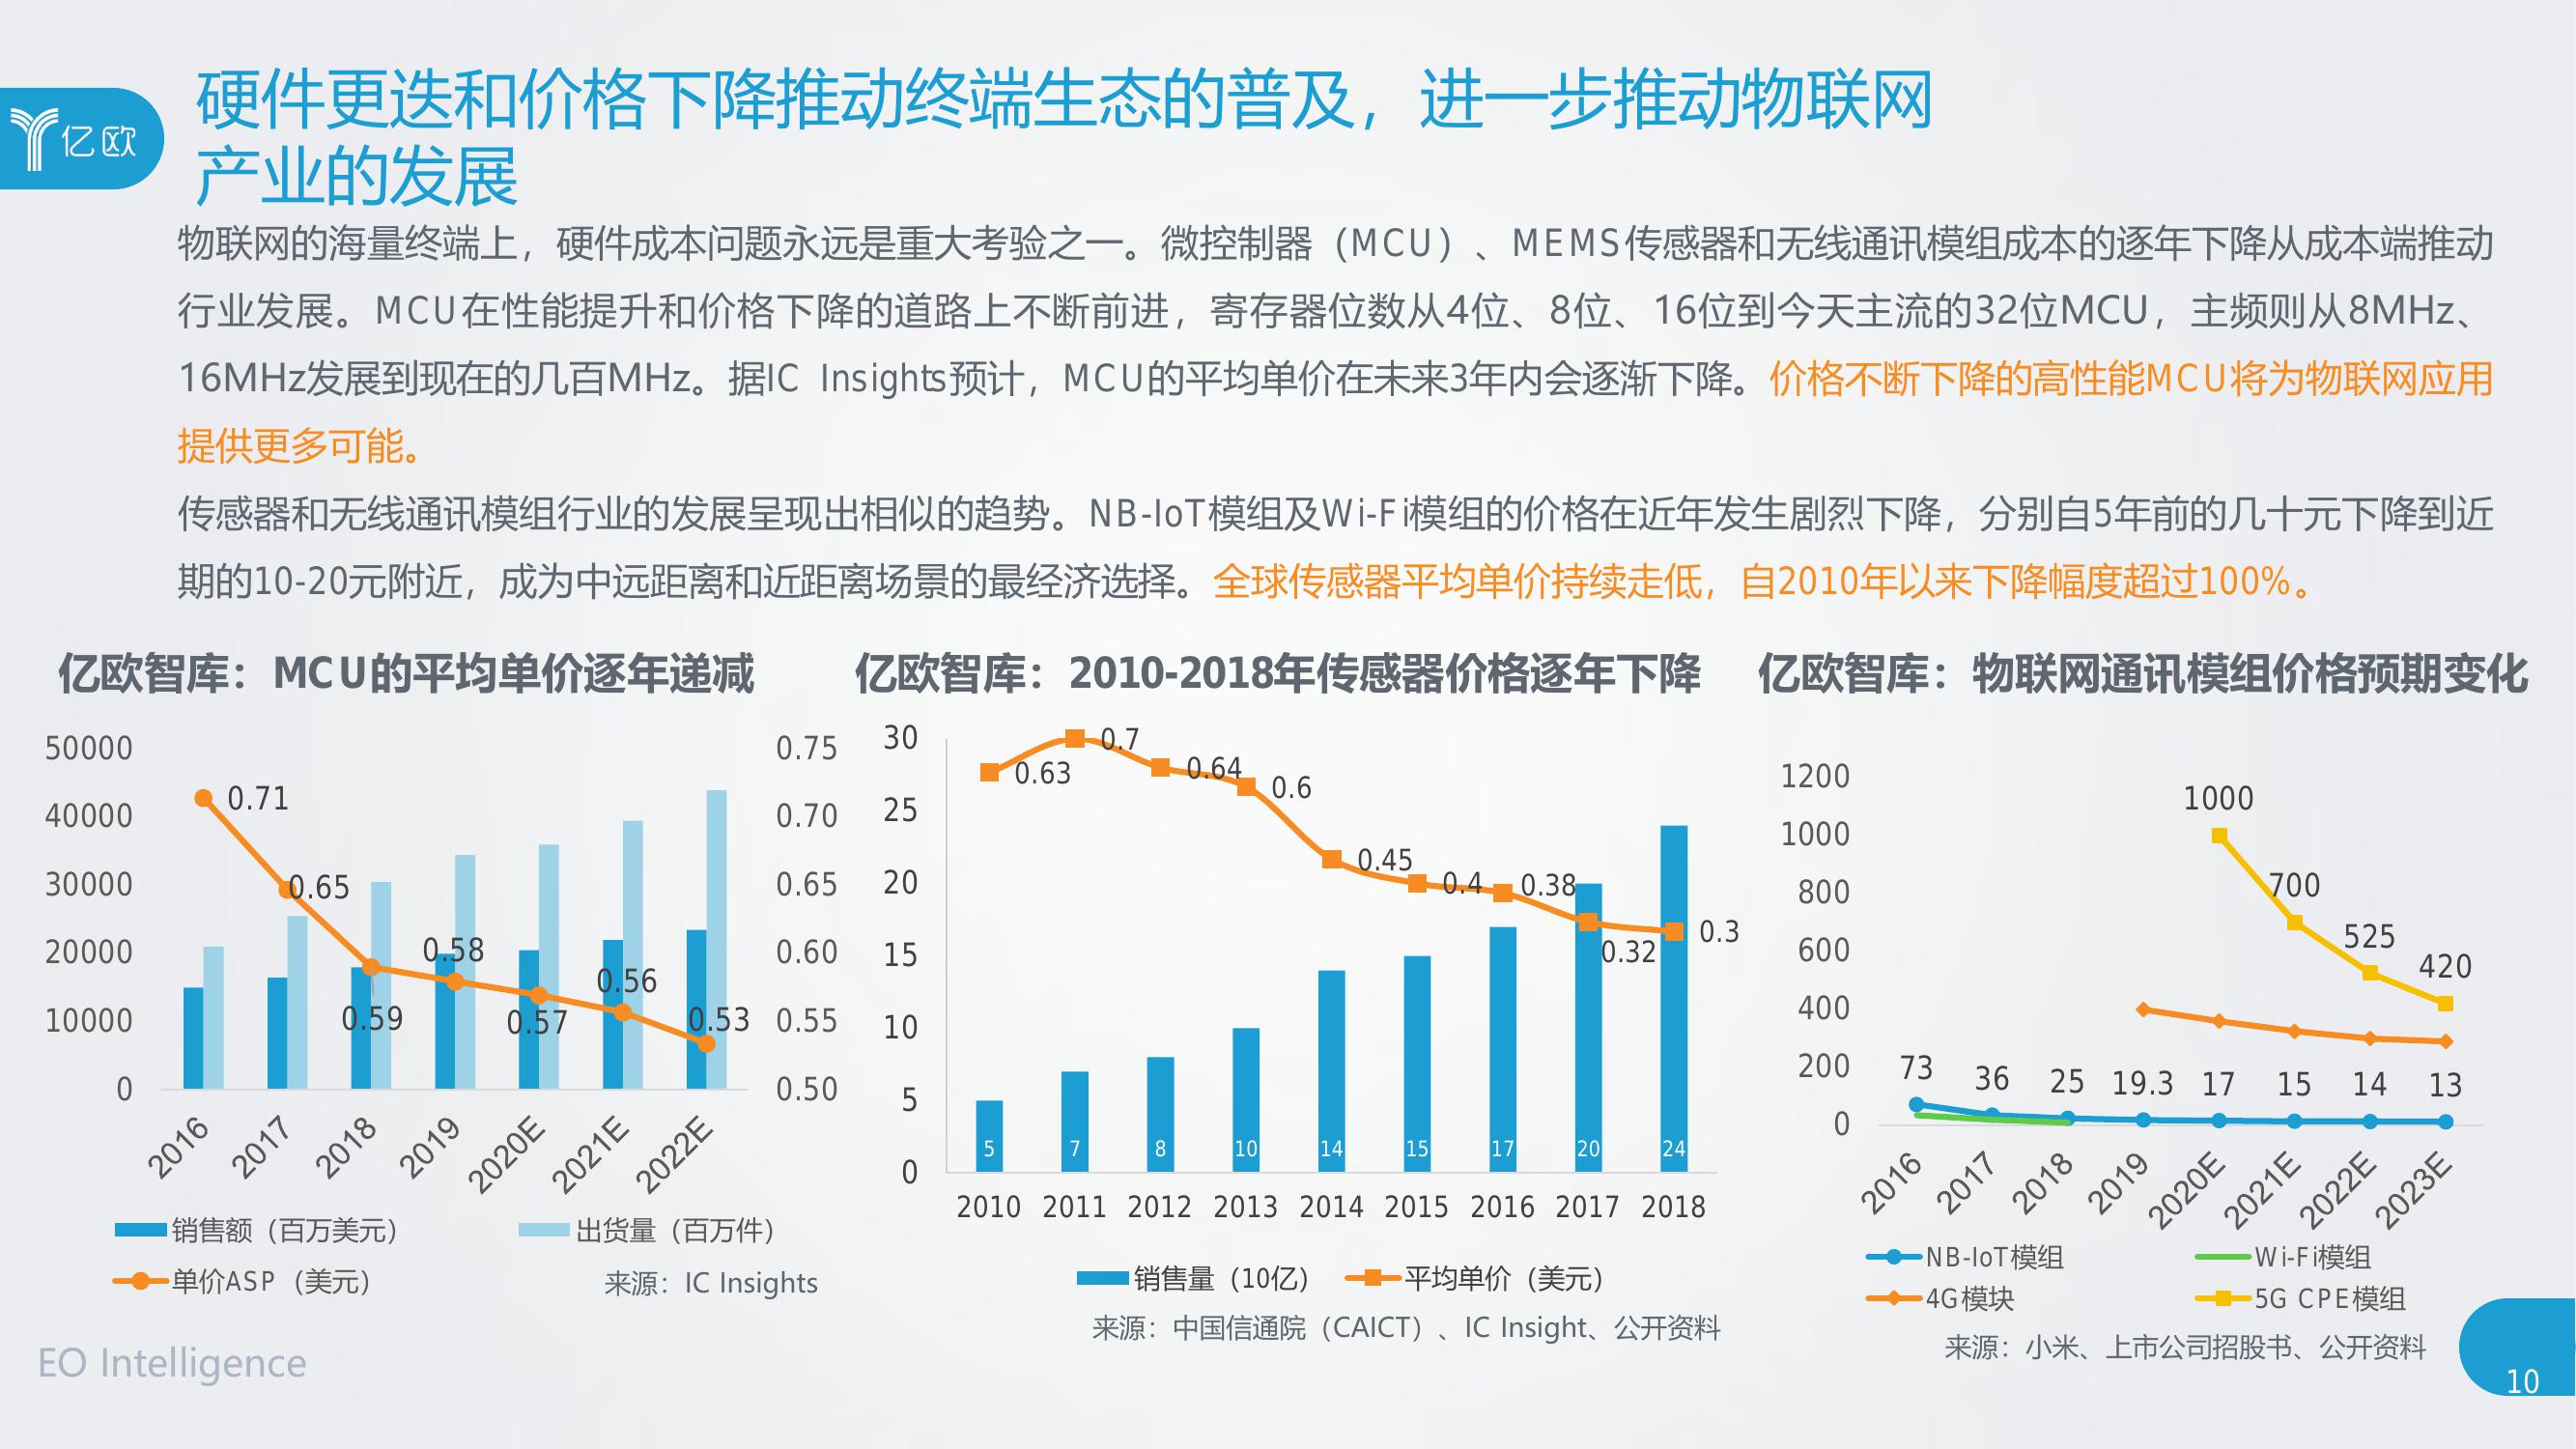 亿欧
硬件更迭和价格下降推动终端生态的普及，进一步推动物联网
产业的发展
物联网的海量终端上，硬件成本问题永远是重大考验之一。微控制器（MCU）、MEMS传感器和无线通讯模组成本的逐年下降从成本端推动
行业发展。MCU在性能提升和价格下降的道路上不断前进，寄存器位数从4位、8位、16位到今天主流的32位MCU，主频则从8MHz、
16MHz发展到现在的几百MHz。据IC Insights预计，MCU的平均单价在未来3年内会逐渐下降。价格不断下降的高性能MCU将为物联网应用
提供更多可能。
传感器和无线通讯模组行业的发展呈现出相似的趋势。NB-IoT模组及Wi-Fi模组的价格在近年发生剧烈下降，分别自5年前的几十元下降到近
期的10-20元附近，成为中远距离和近距离场景的最经济选择。全球传感器平均单价持续走低，自2010年以来下降幅度超过100%。
亿欧智库：MCU的平均单价逐年递减
50000
40000
30000
20000
10000
0
0.75
0.70
0.65
0.60
0.55
0.50
0.71
0.65
0.59
0.58
0.57
0.56
0.53
2016 2017 2018 2019 2020E 2021E 2022E
销售额（百万美元） 出货量（百万件）
单价ASP（美元）
来源：IC Insights
亿欧智库：2010-2018年传感器价格逐年下降
30
25
20
15
10
5
0
0.63
0.7
0.64
0.6
0.45
0.4
0.38
0.32
0.3
5 7 8 10 14 15 17 20 24
2010 2011 2012 2013 2014 2015 2016 2017 2018
销售量（10亿） 平均单价（美元）
来源：中国信通院（CAICT）、IC Insight、公开资料
亿欧智库：物联网通讯模组价格预期变化
1200
1000
800
600
400
200
0
1000
700
525
420
73 36 25 19.3 17 15 14 13
2016 2017 2018 2019 2020E 2021E 2022E 2023E
NB-IoT模组 Wi-Fi模组
4G模块 5G CPE模组
来源：小米、上市公司招股书、公开资料
EO Intelligence
10